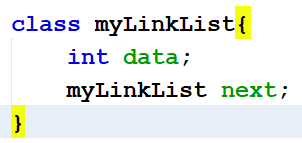 class myLinkList{
    int data;
    myLinkList next;
}